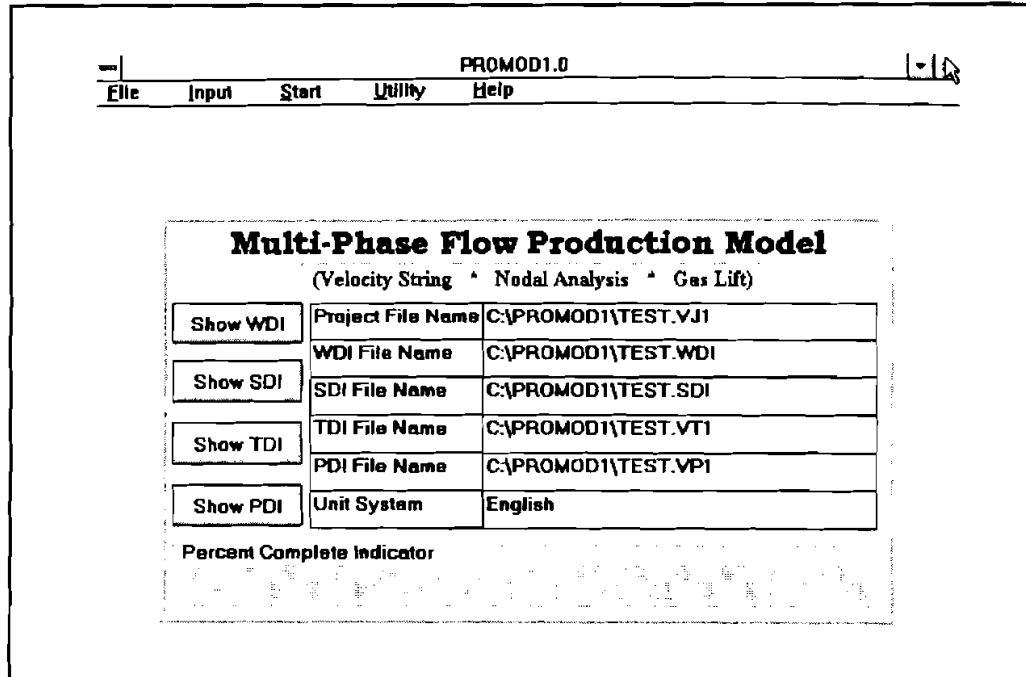 PROMOD1.0
File Input Start Utility Help
Multi-Phase Flow Production Model
(Velocity String * Nodal Analysis * Gas Lift)
Show WDI
Project File Name C:\PROMOD1\TEST.VJ1
WDI File Name C:\PROMOD1\TEST.WDI
Show SDI
SDI File Name C:\PROMOD1\TEST.SDI
TDI File Name C:\PROMOD1\TEST.VT1
Show TDI
PDI File Name C:\PROMOD1\TEST.VP1
Show PDI
Unit System English
Percent Complete Indicator